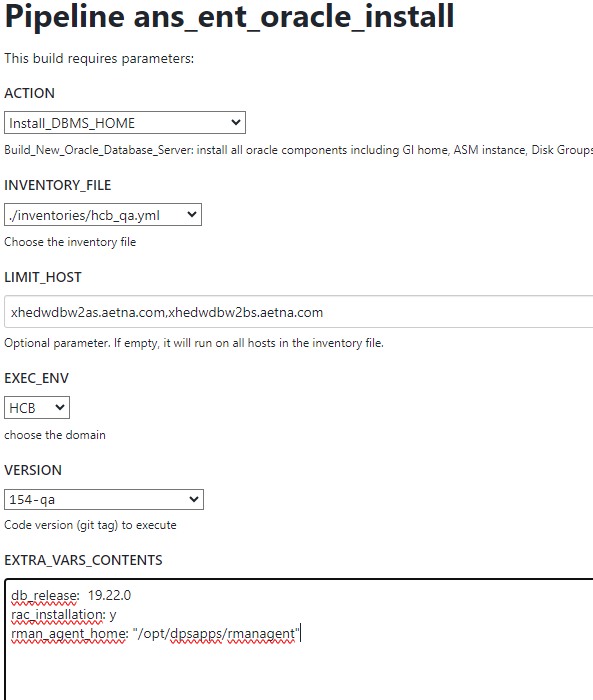 Pipeline ans_ent_oracle_install
This build requires parameters:
ACTION
Install_DBMS_HOME
Build_New_Oracle_Database_Server: install all oracle components including GI home, ASM instance, Disk Groups
INVENTORY_FILE
./inventories/hcb_qa.yml
Choose the inventory file
LIMIT_HOST
xhedwdbw2as.aetna.com,xhedwdbw2bs.aetna.com
Optional parameter. If empty, it will run on all hosts in the inventory file.
EXEC_ENV
HCB
choose the domain
VERSION
154-qa
Code version (git tag) to execute
EXTRA_VARS_CONTENTS
db_release:  19.22.0
rac_installation: y
rman_agent_home: "/opt/dpsapps/rmanagent"